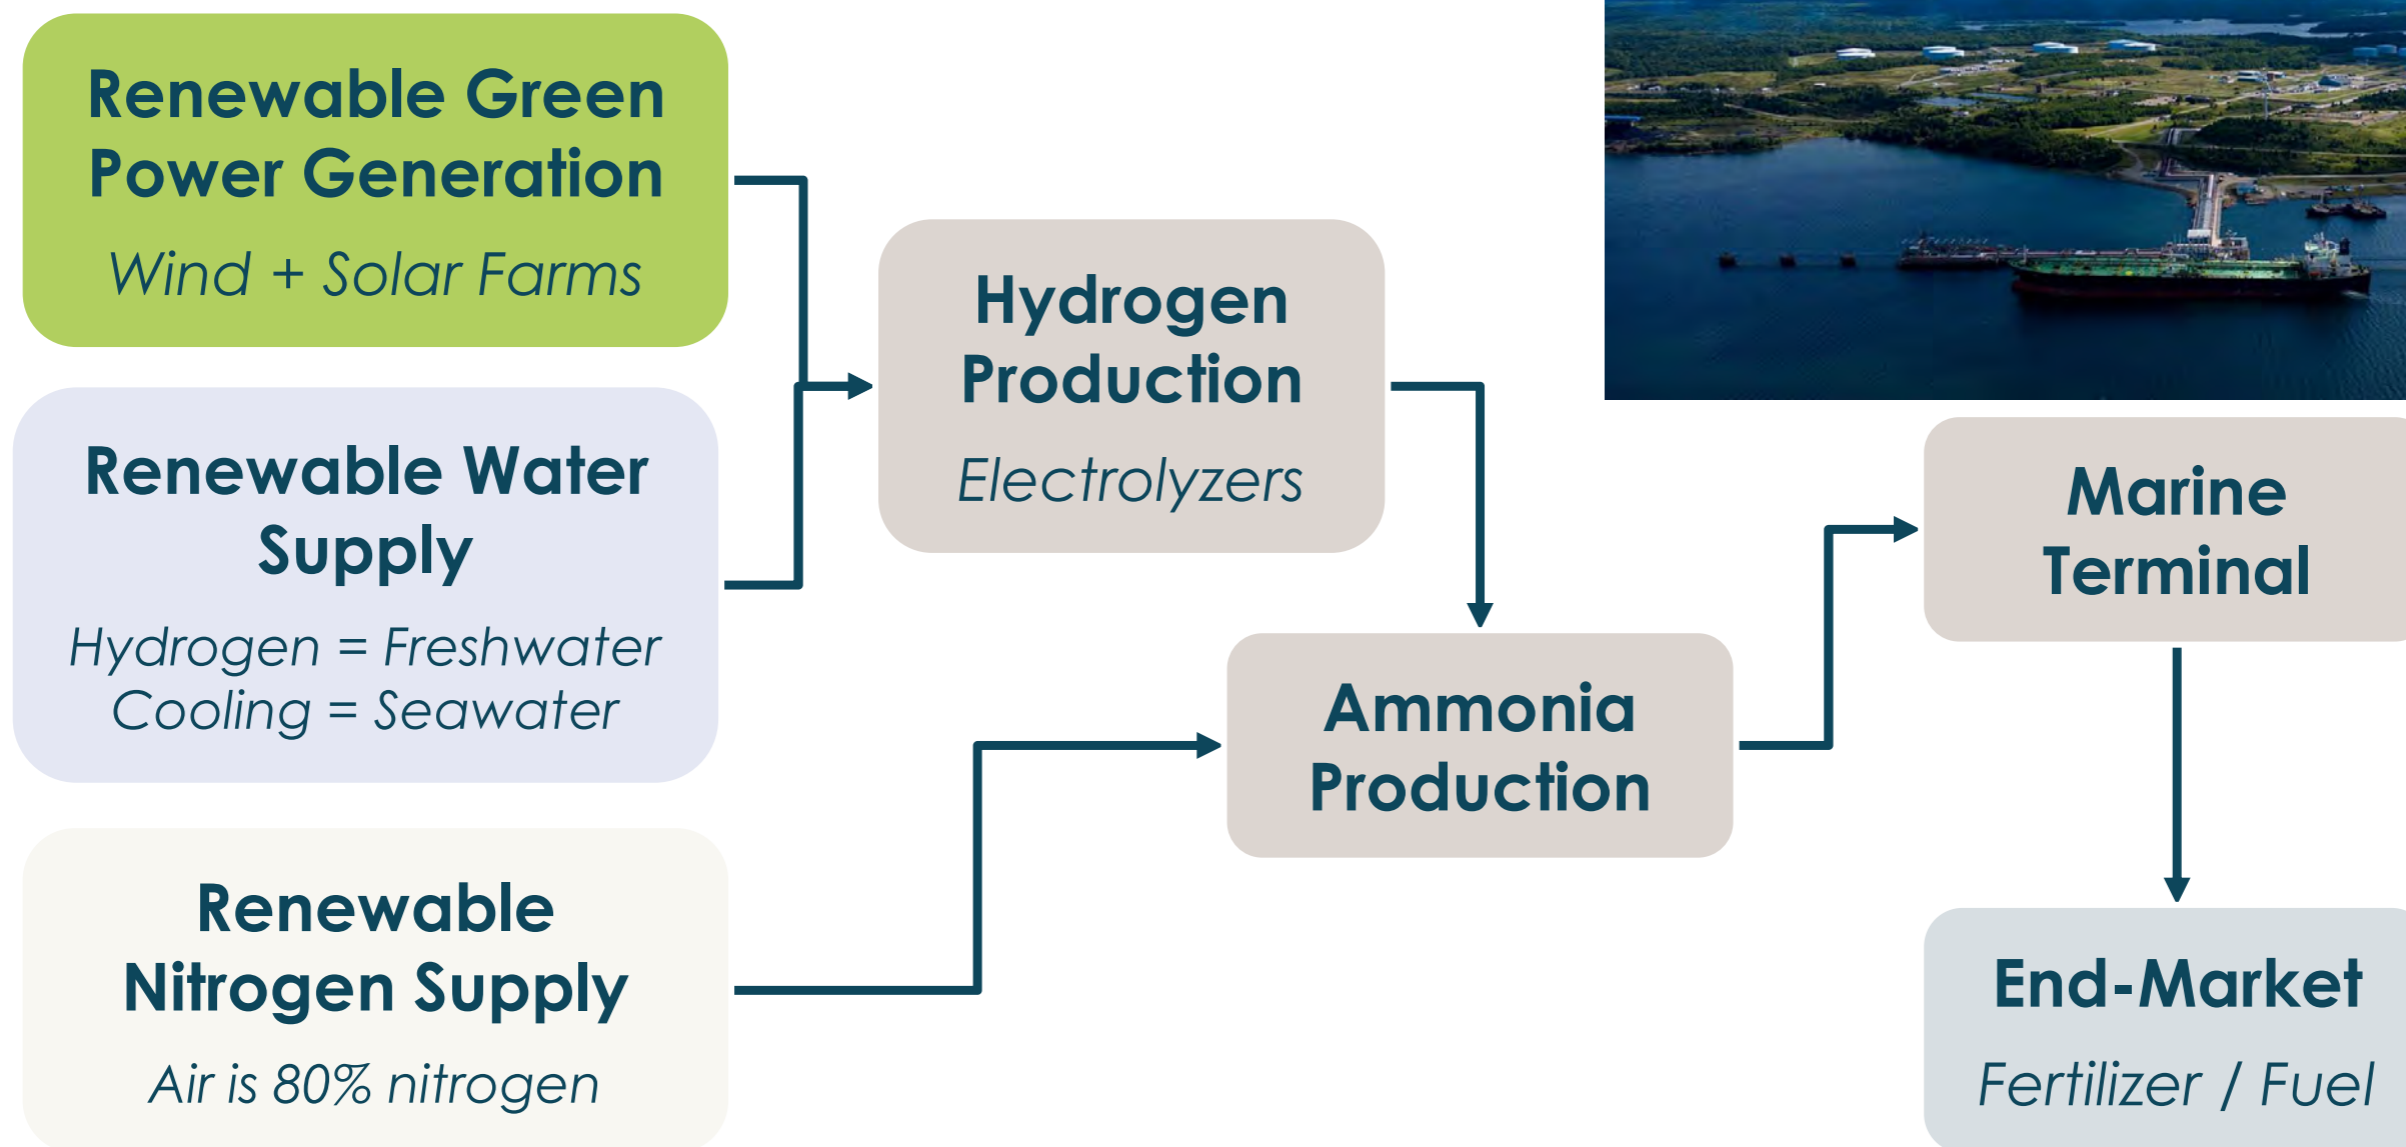 Renewable Green
Power Generation
Wind + Solar Farms
Renewable Water
Supply
Hydrogen = Freshwater
Cooling = Seawater
Renewable
Nitrogen Supply
Air is 80% nitrogen
Hydrogen
Production
Electrolyzers
Ammonia
Production
Marine
Terminal
End-Market
Fertilizer / Fuel